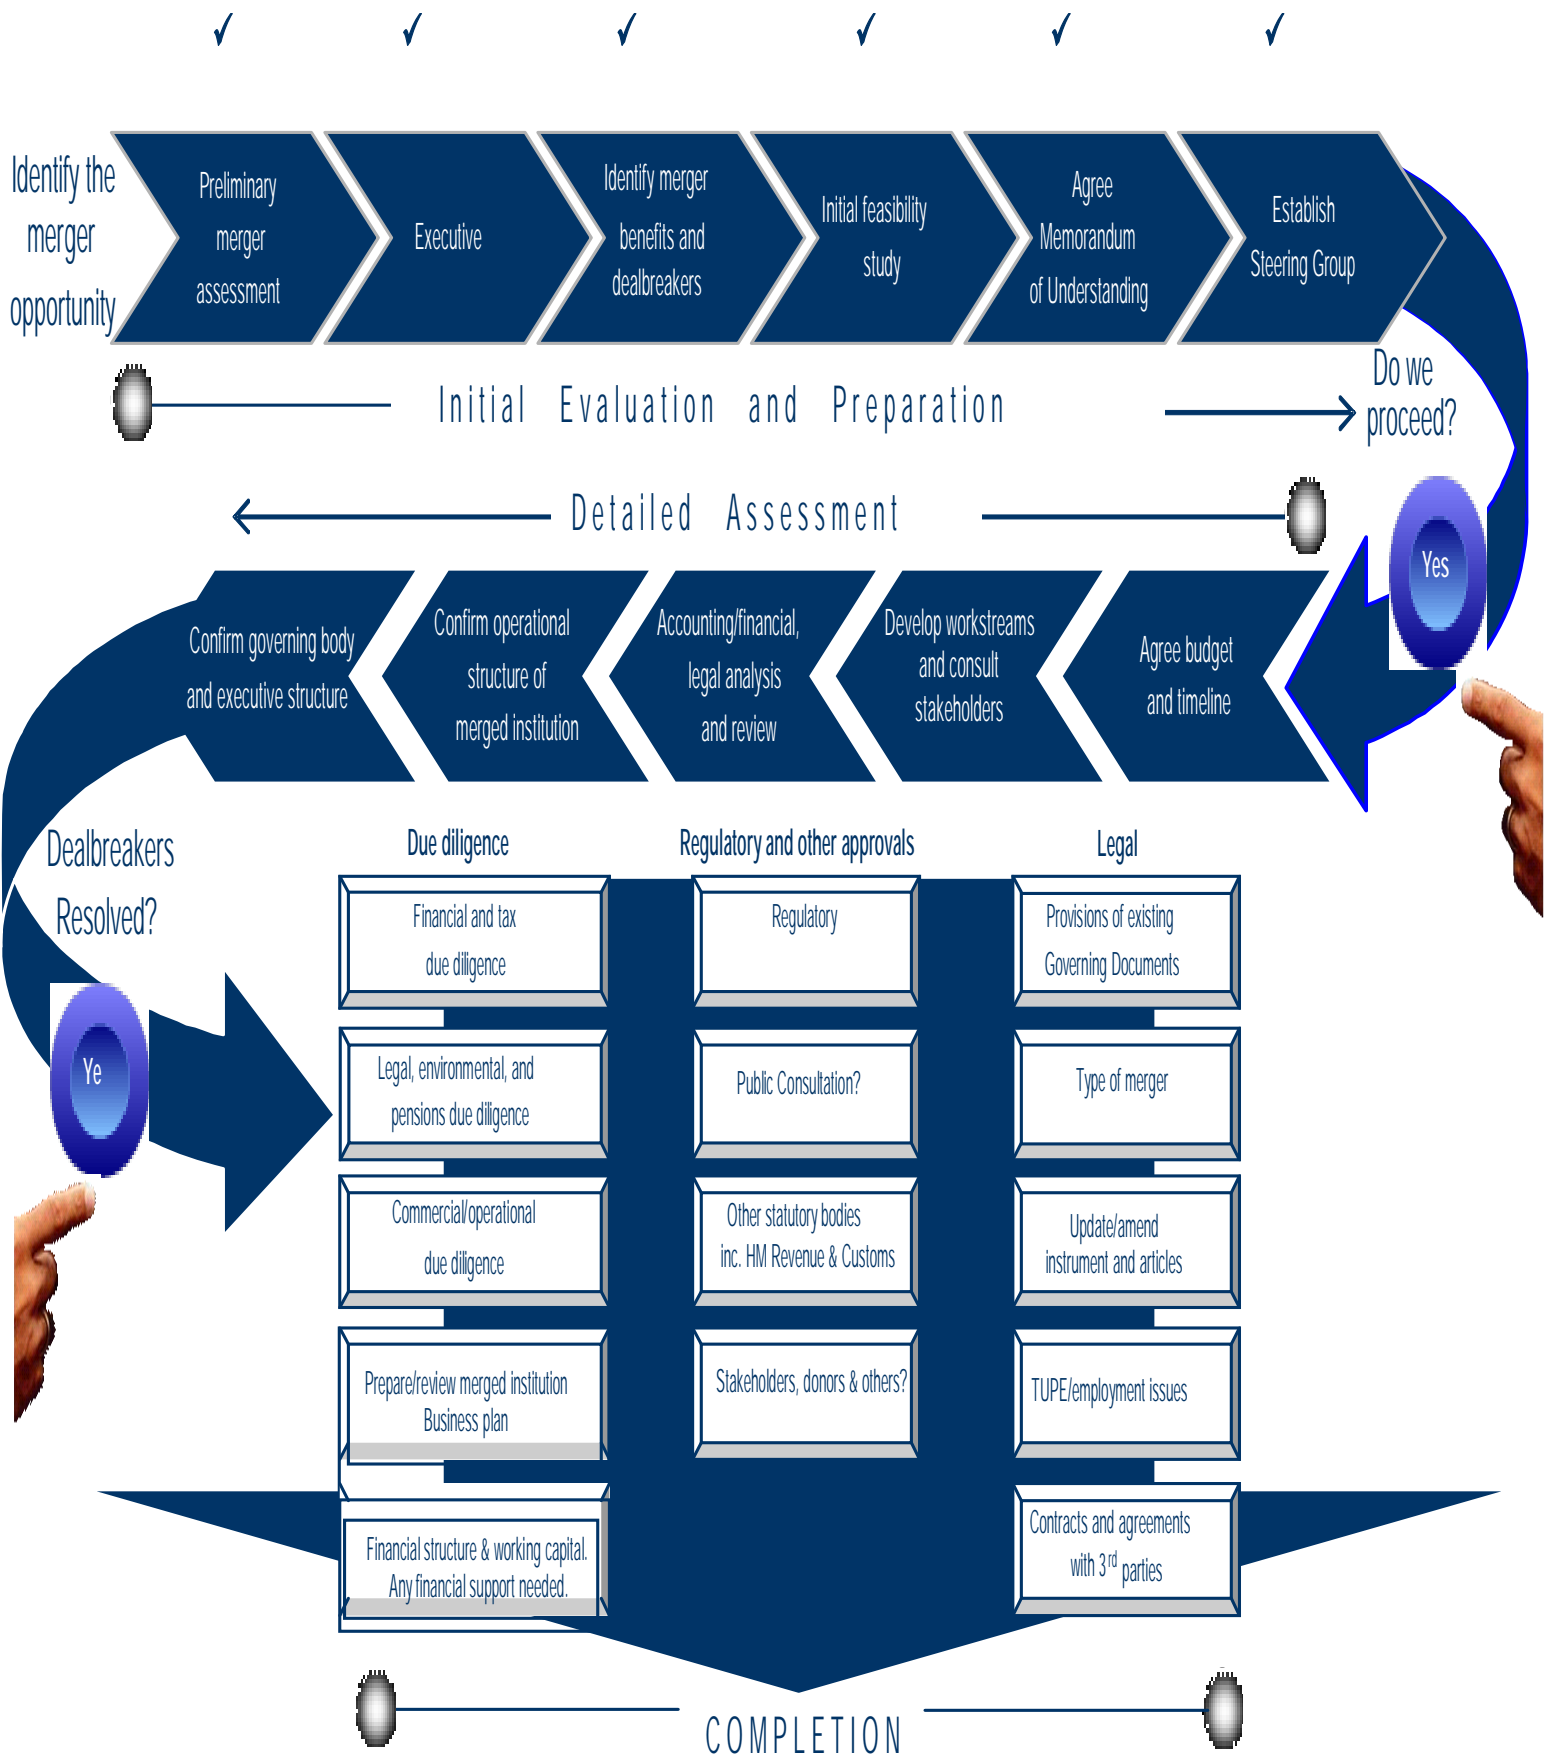 Identify the
merger
opportunity
Preliminary
merger
assessment
Executive
Identify merger
benefits and
dealbreakers
Initial feasibility
study
Agree
Memorandum
of Understanding
Establish
Steering Group
Initial Evaluation and Preparation
Do we
proceed?
Detailed Assessment
Yes
Confirm governing body
and executive structure
Confirm operational
structure of
merged institution
Accounting/financial,
legal analysis
and review
Develop workstreams
and consult
stakeholders
Agree budget
and timeline
Dealbreakers
Resolved?
Ye
Due diligence
Regulatory and other approvals
Legal
Financial and tax
due diligence
Regulatory
Provisions of existing
Governing Documents
Legal, environmental, and
pensions due diligence
Public Consultation?
Type of merger
Commercial/operational
due diligence
Other statutory bodies
inc. HM Revenue & Customs
Update/amend
instrument and articles
Prepare/review merged institution
Business plan
Stakeholders, donors & others?
TUPE/employment issues
Financial structure & working capital.
Any financial support needed.
Contracts and agreements
with 3rd parties
COMPLETION